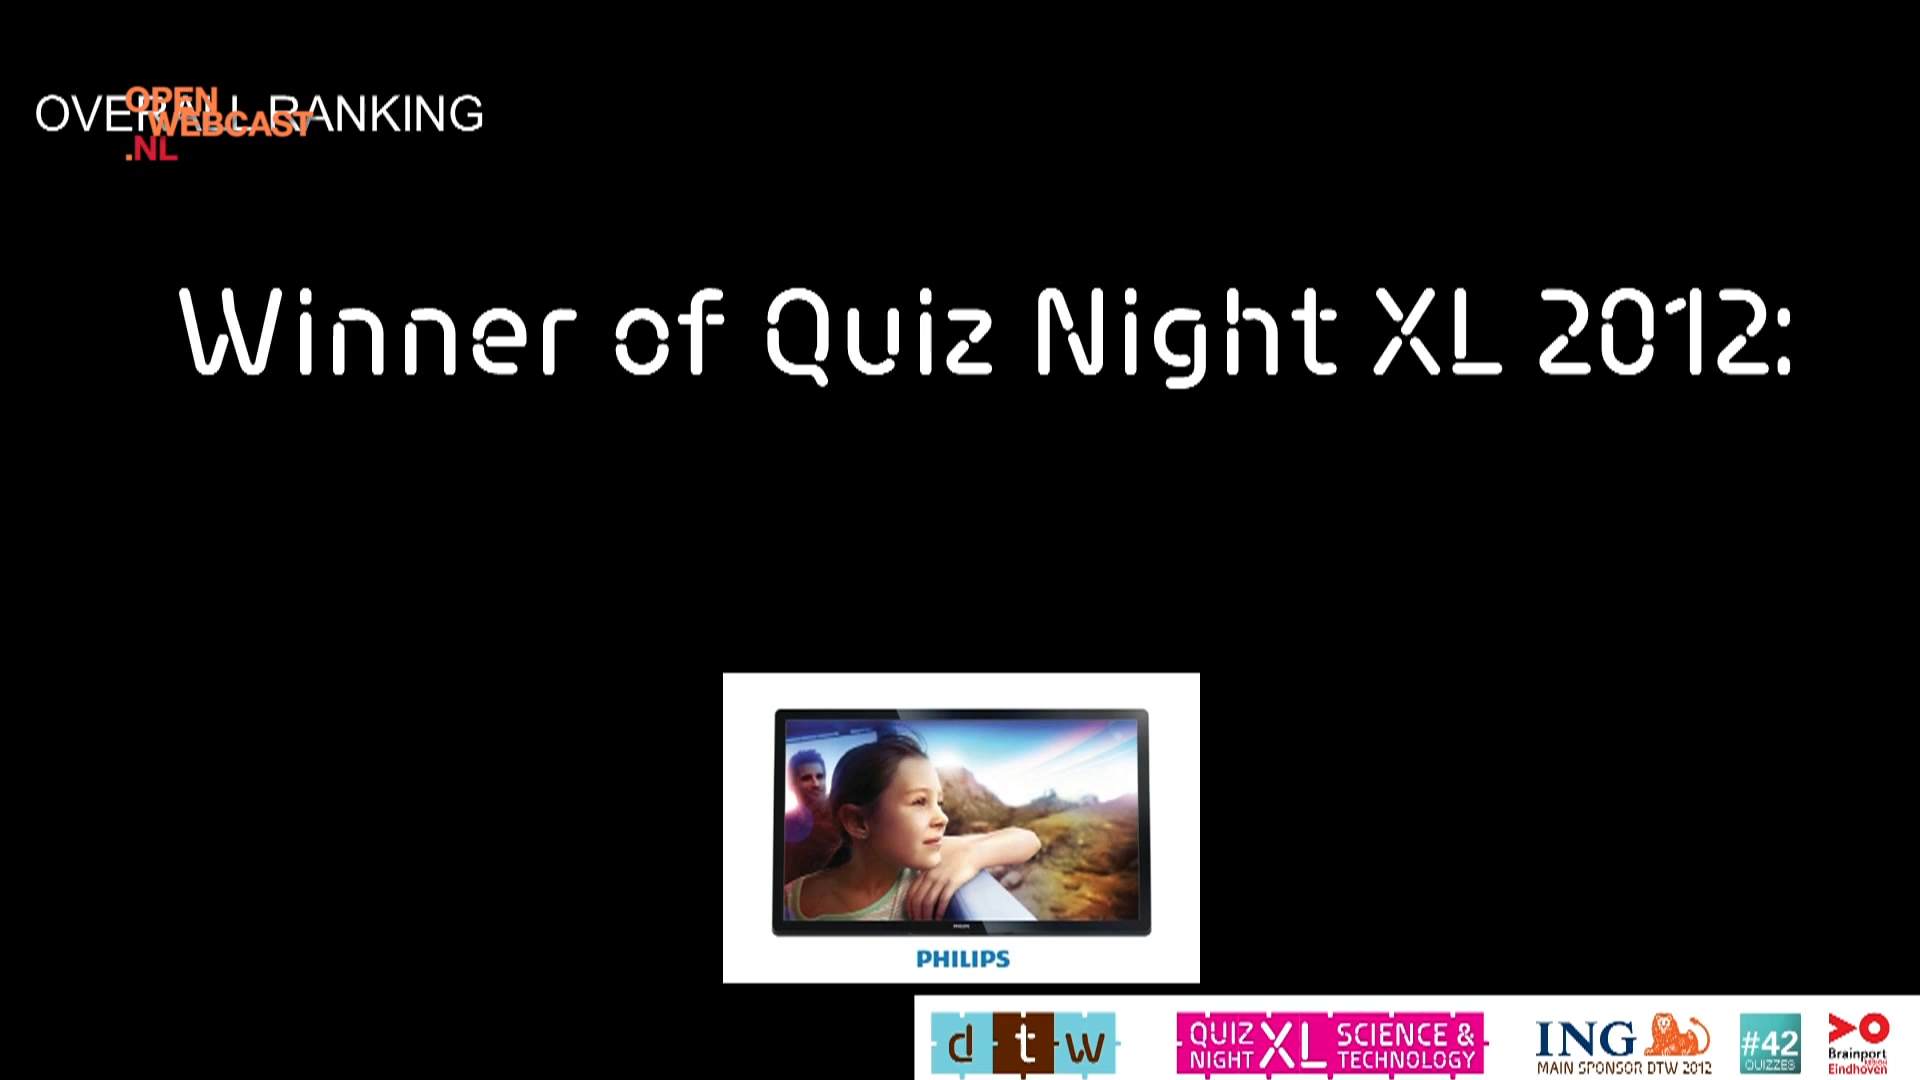 OVERALL RANKING
OPEN
WEBCAST
.NL
Winner of Quiz Night XL 2012:
PHILIPS
dtw
QUIZ NIGHT XL SCIENCE & TECHNOLOGY
ING
MAIN SPONSOR DTW 2012
#42
QUIZZES
Brainport
Eindhoven